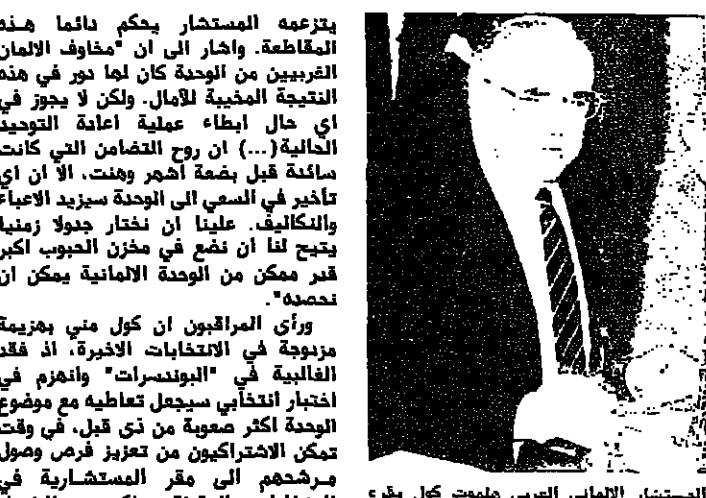 يتزعمه المستشار يحكم دائما هذه
المقاطعة. واشار الى ان "مخاوف الالمان
الغربيين من الوحدة كان لها دور في هذه
النتيجة المخيبة للآمال. ولكن لا يجوز في
اي حال ابطاء عملية اعادة التوحيد
الحالية (...) ان روح التضامن التي كانت
سائدة قبل بضعة اشهر وهنت، الا ان اي
تأخير في السعي الى الوحدة سيزيد الاعباء
والتكاليف. علينا ان نختار جدولا زمنيا
يتيح لنا ان نضع في مخزن الحبوب اكبر
قدر ممكن من الوحدة الالمانية يمكن ان
نحصده".
ورأى المراقبون ان كول مني بهزيمة
مزدوجة في الانتخابات الاخيرة، اذ فقد
الغالبية في "البوندسرات" وانهزم في
اختبار انتخابي سيجعل تعاطيه مع موضوع
الوحدة اكثر صعوبة من ذي قبل، في وقت
تمكن الاشتراكيون من تعزيز فرص وصول
مرشحهم الى مقر المستشارية في
المستشار الالماني الغربي هلموت كول يقرع